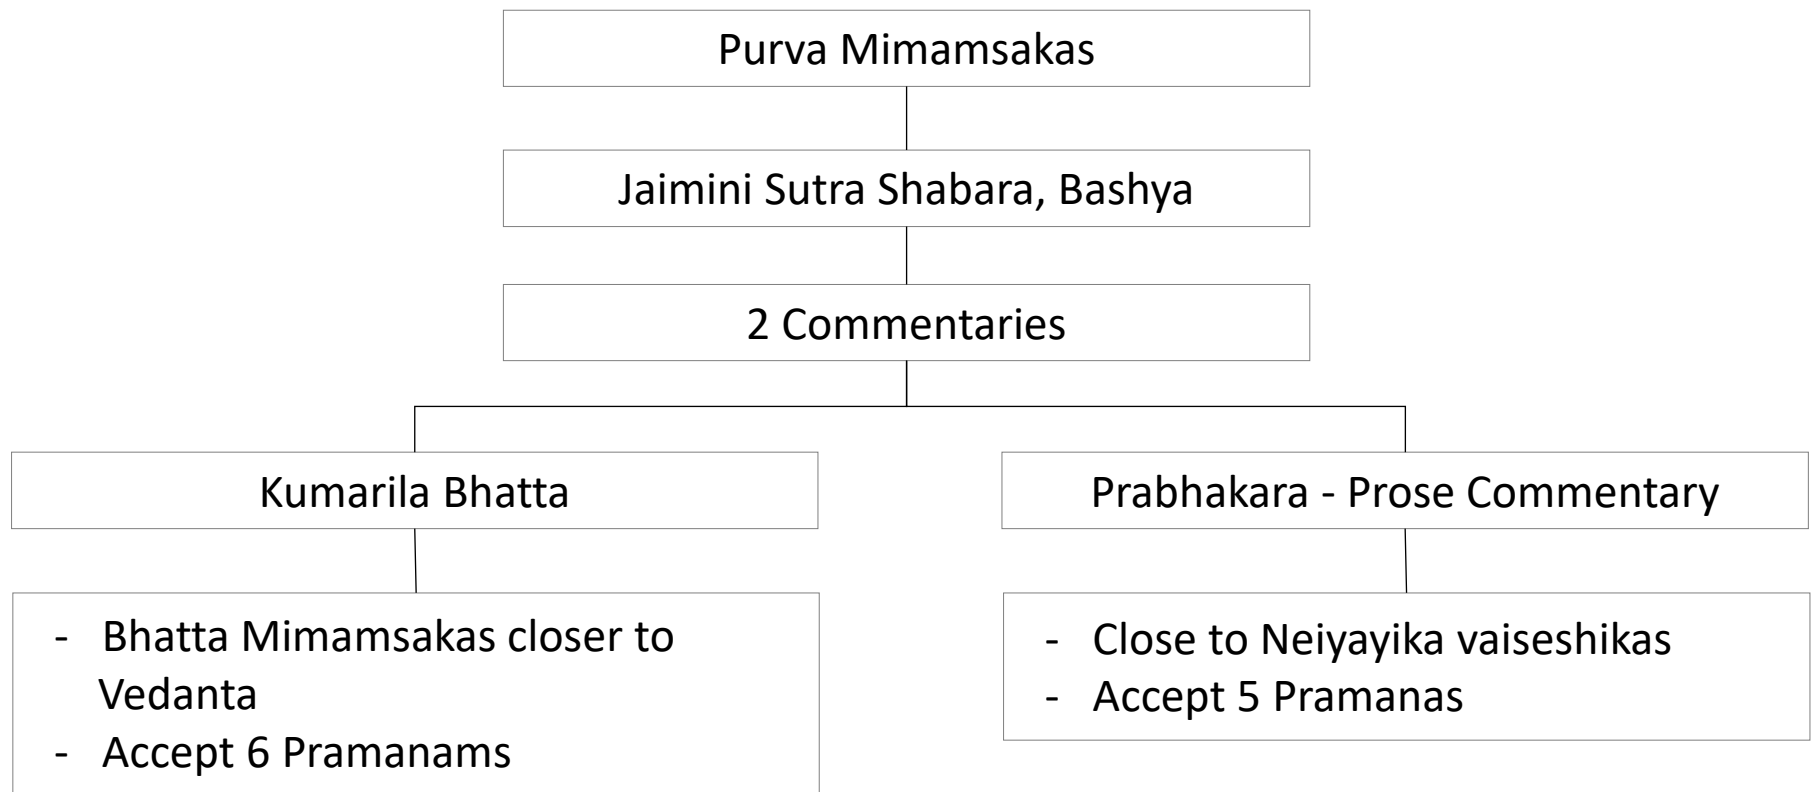 Purva Mimamsakas
Jaimini Sutra Shabara, Bashya
2 Commentaries
Kumarila Bhatta
Prabhakara - Prose Commentary
- Bhatta Mimamsakas closer to
Vedanta
- Accept 6 Pramanams
- Close to Neiyayika vaiseshikas
- Accept 5 Pramanas